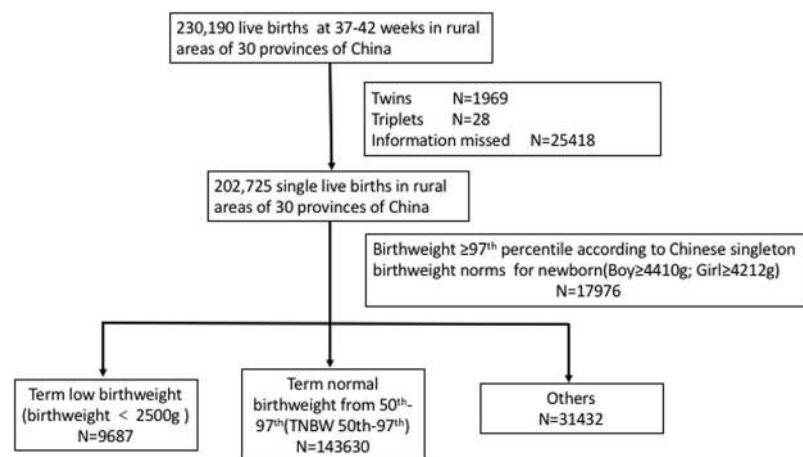 230,190 live births at 37-42 weeks in rural
areas of 30 provinces of China
Twins N=1969
Triplets N=28
Information missed N=25418
202,725 single live births in rural
areas of 30 provinces of China
Birthweight ≥97th percentile according to Chinese singleton
birthweight norms for newborn(Boy≥4410g; Girl≥4212g)
N=17976
Term low birthweight
(birthweight < 2500g )
N=9687
Term normal
birthweight from 50th-
97th(TNBW 50th-97th)
N=143630
Others
N=31432